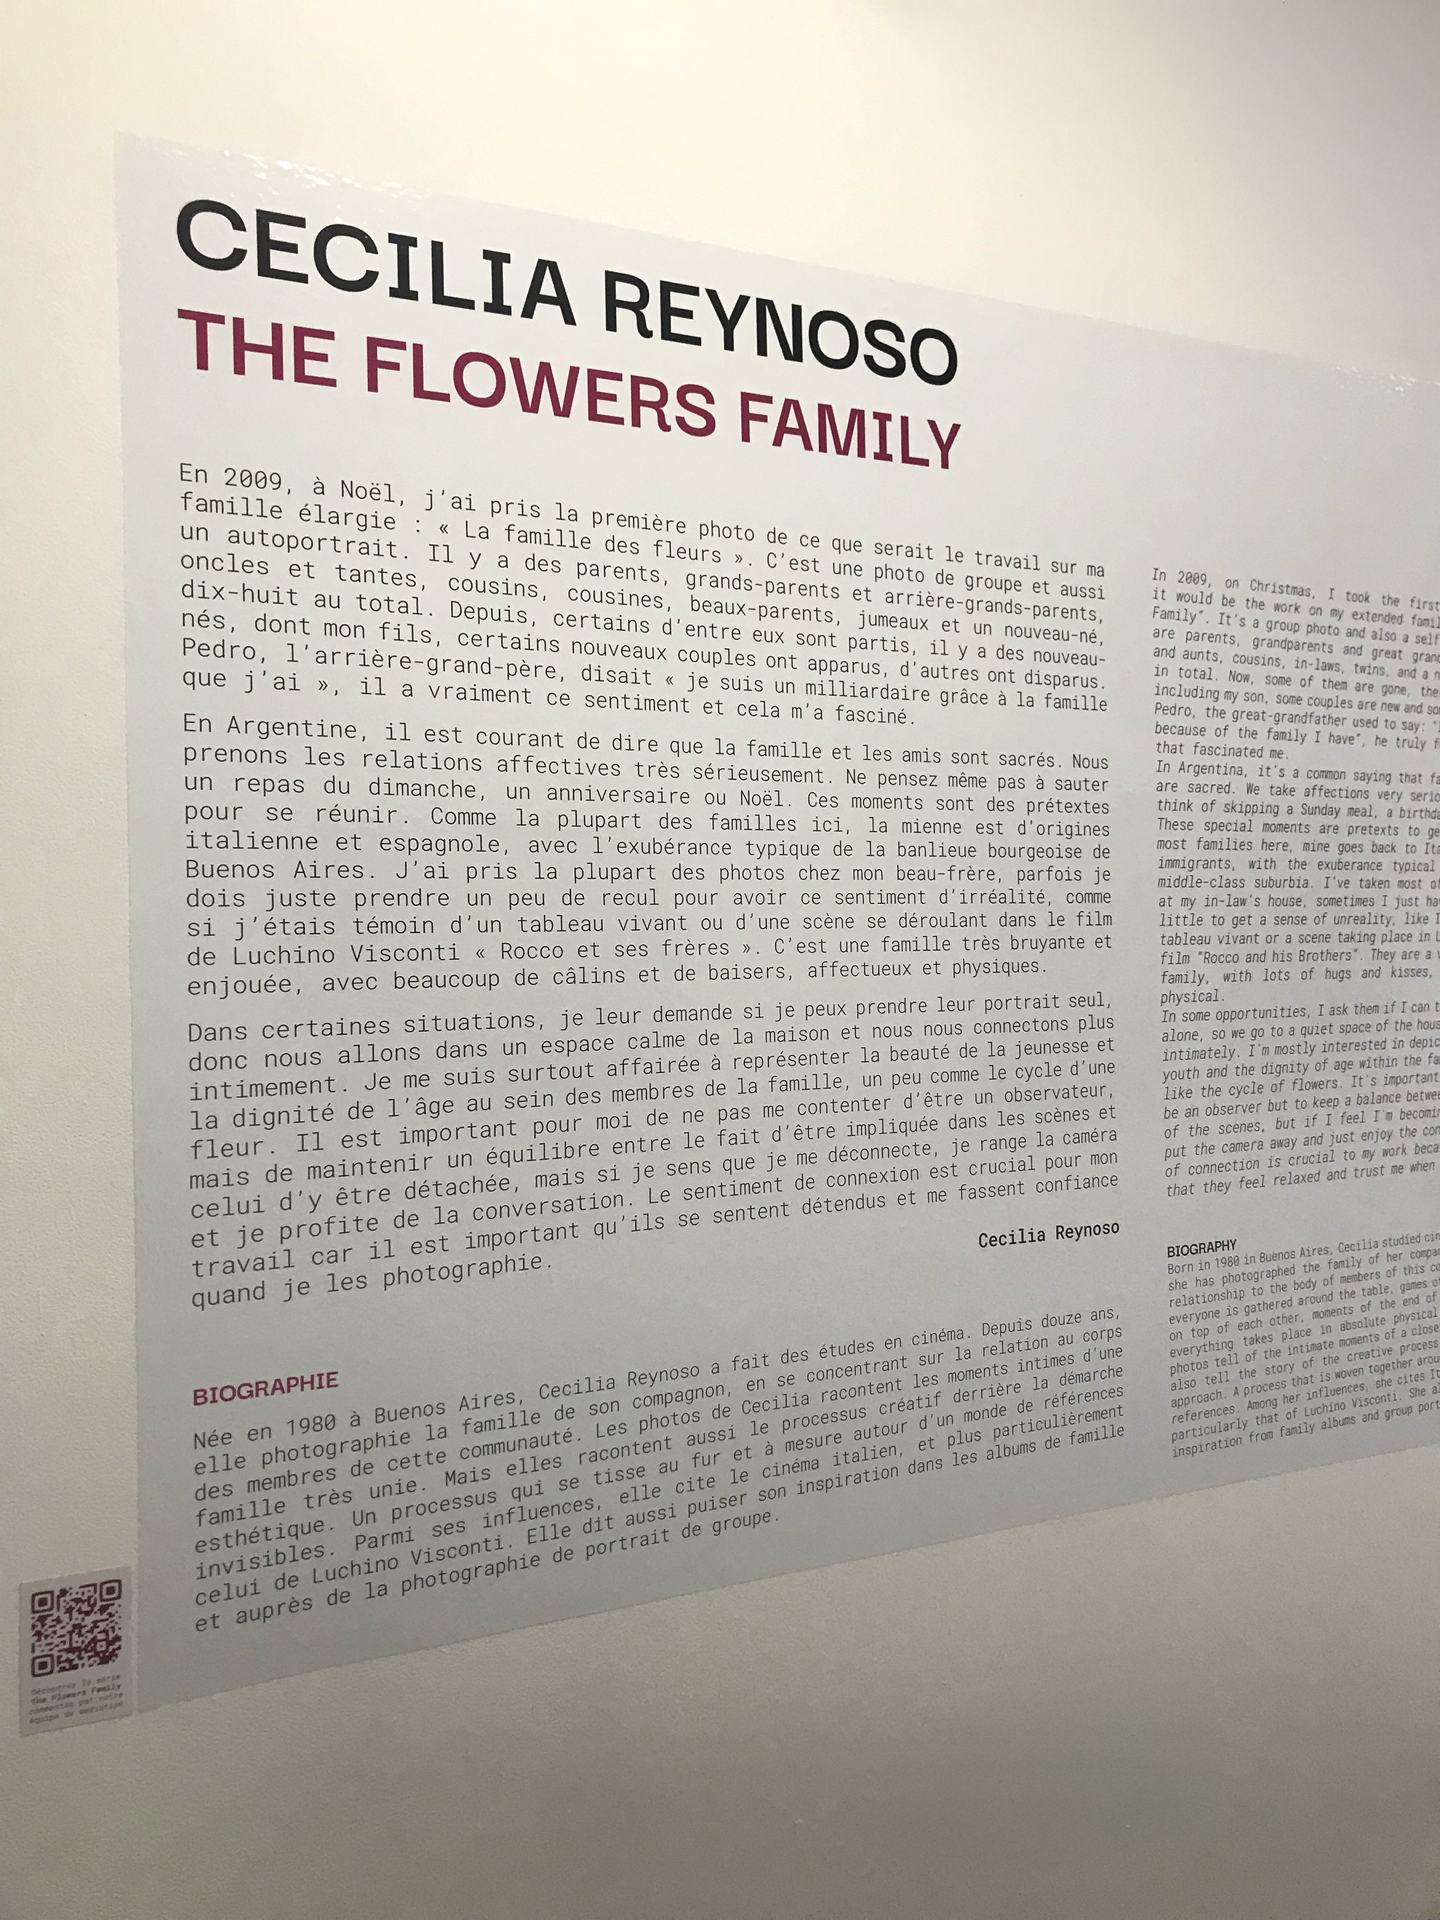 CECILIA REYNOSO
THE FLOWERS FAMILY
En 2009, à Noël, j'ai pris la première photo de ce que serait le travail sur ma
famille élargie : « La famille des fleurs ». C'est une photo de groupe et aussi
un autoportrait. Il y a des parents, grands-parents et arrière-grands-parents,
oncles et tantes, cousins, cousines, beaux-parents, jumeaux et un nouveau-né,
dix-huit au total. Depuis, certains d'entre eux sont partis, il y a des nouveau-
nés, dont mon fils, certains nouveaux couples ont apparus, d'autres ont disparus.
Pedro, l'arrière-grand-père, disait « je suis un milliardaire grâce à la famille
que j'ai », il a vraiment ce sentiment et cela m'a fasciné.
En Argentine, il est courant de dire que la famille et les amis sont sacrés. Nous
prenons les relations affectives très sérieusement. Ne pensez même pas à sauter
un repas du dimanche, un anniversaire ou Noël. Ces moments sont des prétextes
pour se réunir. Comme la plupart des familles ici, la mienne est d'origines
italienne et espagnole, avec l'exubérance typique de la banlieue bourgeoise de
Buenos Aires. J'ai pris la plupart des photos chez mon beau-frère, parfois je
dois juste prendre un peu de recul pour avoir ce sentiment d'irréalité, comme
si j'étais témoin d'un tableau vivant ou d'une scène se déroulant dans le film
de Luchino Visconti « Rocco et ses frères ». C'est une famille très bruyante et
enjouée, avec beaucoup de câlins et de baisers, affectueux et physiques.
Dans certaines situations, je leur demande si je peux prendre leur portrait seul,
donc nous allons dans un espace calme de la maison et nous nous connectons plus
intimement. Je me suis surtout affairée à représenter la beauté de la jeunesse et
la dignité de l'âge au sein des membres de la famille, un peu comme le cycle d'une
fleur. Il est important pour moi de ne pas me contenter d'être un observateur,
mais de maintenir un équilibre entre le fait d'être impliquée dans les scènes et
celui d'y être détachée, mais si je sens que je me déconnecte, je range la caméra
et je profite de la conversation. Le sentiment de connexion est crucial pour mon
travail car il est important qu'ils se sentent détendus et me fassent confiance
quand je les photographie.
Cecilia Reynoso
BIOGRAPHIE
Née en 1980 à Buenos Aires, Cecilia Reynoso a fait des études en cinéma. Depuis douze ans,
elle photographie la famille de son compagnon, en se concentrant sur la relation au corps
des membres de cette communauté. Les photos de Cecilia racontent les moments intimes d'une
famille très unie. Mais elles racontent aussi le processus créatif derrière la démarche
esthétique. Un processus qui se tisse au fur et à mesure autour d'un monde de références
invisibles. Parmi ses influences, elle cite le cinéma italien, et plus particulièrement
celui de Luchino Visconti. Elle dit aussi puiser son inspiration dans les albums de famille
et auprès de la photographie de portrait de groupe.
In 2009, on Christmas, I took the first
it would be the work on my extended
Family". It's a group photo and also a
are parents, grandparents and great
and aunts, cousins, in-laws, twins, and a
in total. Now, some of them are gone,
including my son, some couples are new and
Pedro, the great-grandfather used to say:
because of the family I have", he truly
that fascinated me.
In Argentina, it's a common saying that
are sacred. We take affections very
think of skipping a Sunday meal, a
These special moments are pretexts to
most families here, mine goes back to
immigrants, with the exuberance typical
middle-class suburbia. I've taken most
at my in-law's house, sometimes I just
little to get a sense of unreality, like I
tableau vivant or a scene taking place in
film "Rocco and his Brothers". They are a
family, with lots of hugs and kisses,
physical.
In some opportunities, I ask them if I can
alone, so we go to a quiet space of the
intimately. I'm mostly interested in
youth and the dignity of age within the
like the cycle of flowers. It's important
be an observer but to keep a balance
of the scenes, but if I feel I'm
put the camera away and just enjoy the
of connection is crucial to my work
that they feel relaxed and trust me when
BIOGRAPHY
Born in 1980 in Buenos Aires, Cecilia studied
she has photographed the family of her
relationship to the body of members of this
everyone is gathered around the table, games
on top of each other, moments of the end of
everything takes place in absolute physical
photos tell of the intimate moments of a
also tell the story of the creative process
approach. A process that is woven together
references. Among her influences, she cites
particularly that of Luchino Visconti. She
inspiration from family albums and group
Découvrez la série
The Flowers Family
commentée par notre
équipe de médiation